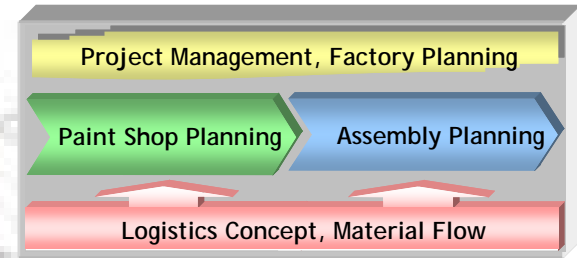 Project Management, Factory Planning
Paint Shop Planning
Assembly Planning
Logistics Concept, Material Flow